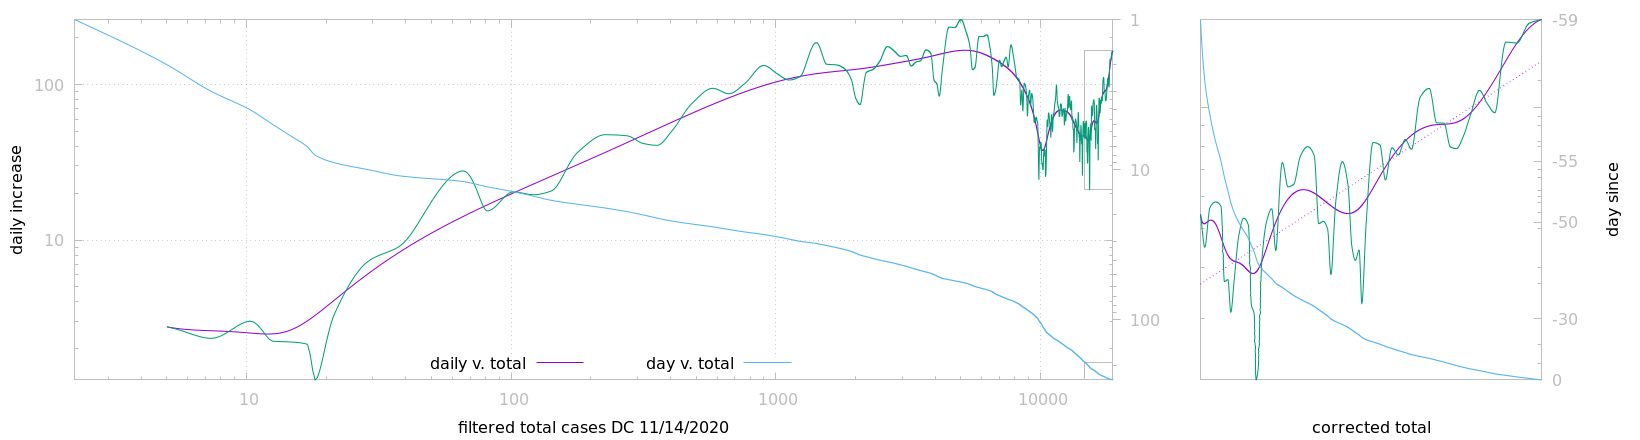 daily increase
100
10
10
100
1000
10000
1
10
100
daily v. total
day v. total
filtered total cases DC 11/14/2020
-59
-55
-50
-30
0
day since
corrected total